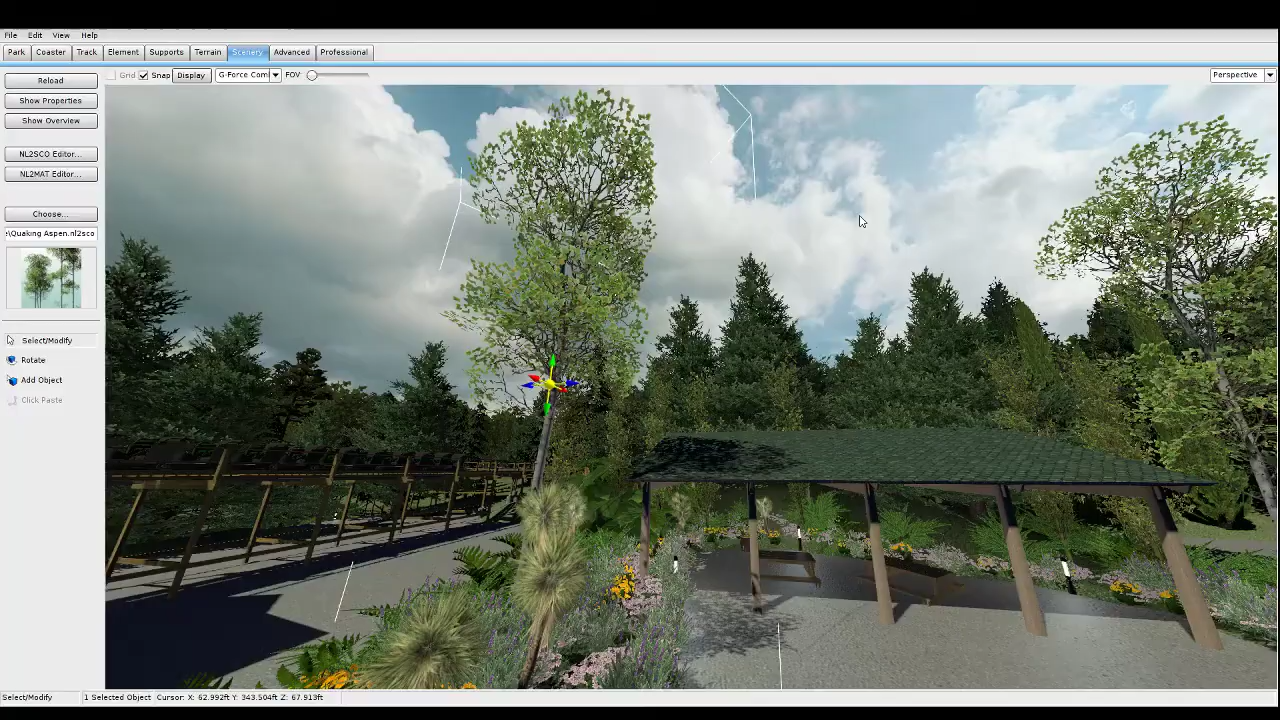 File Edit View Help
Park Coaster Track Element Supports Terrain Scenery Advanced Professional
Grid Snap Display G-Force Com FOV Perspective
Reload
Show Properties
Show Overview
NL2SCO Editor...
NL2MAT Editor...
Choose...
:\Quaking Aspen.nl2sco
Select/Modify
Rotate
Add Object
Click Paste
Select/Modify 1 Selected Object Cursor: X: 62.992ft Y: 343.504ft Z: 67.913ft